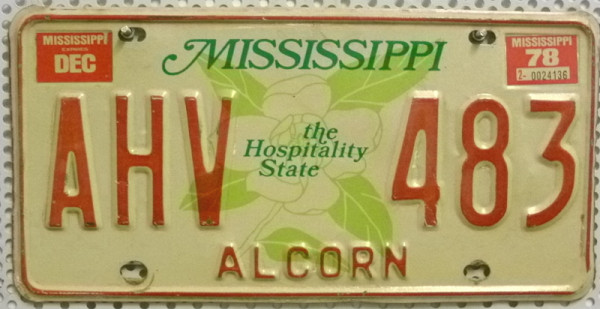 MISSISSIPPI
EXPIRES
DEC
MISSISSIPPI
MISSISSIPPI
78
2- 0024136
AHV 483
the
Hospitality
State
ALCORN